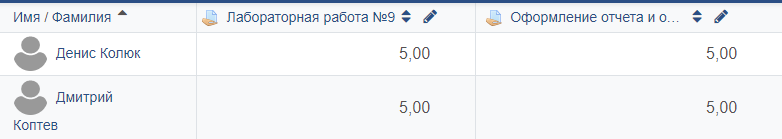 Имя / Фамилия Лабораторная работа №9 Оформление отчета и о...
Денис Колюк 5,00 5,00
Дмитрий
Коптев 5,00 5,00